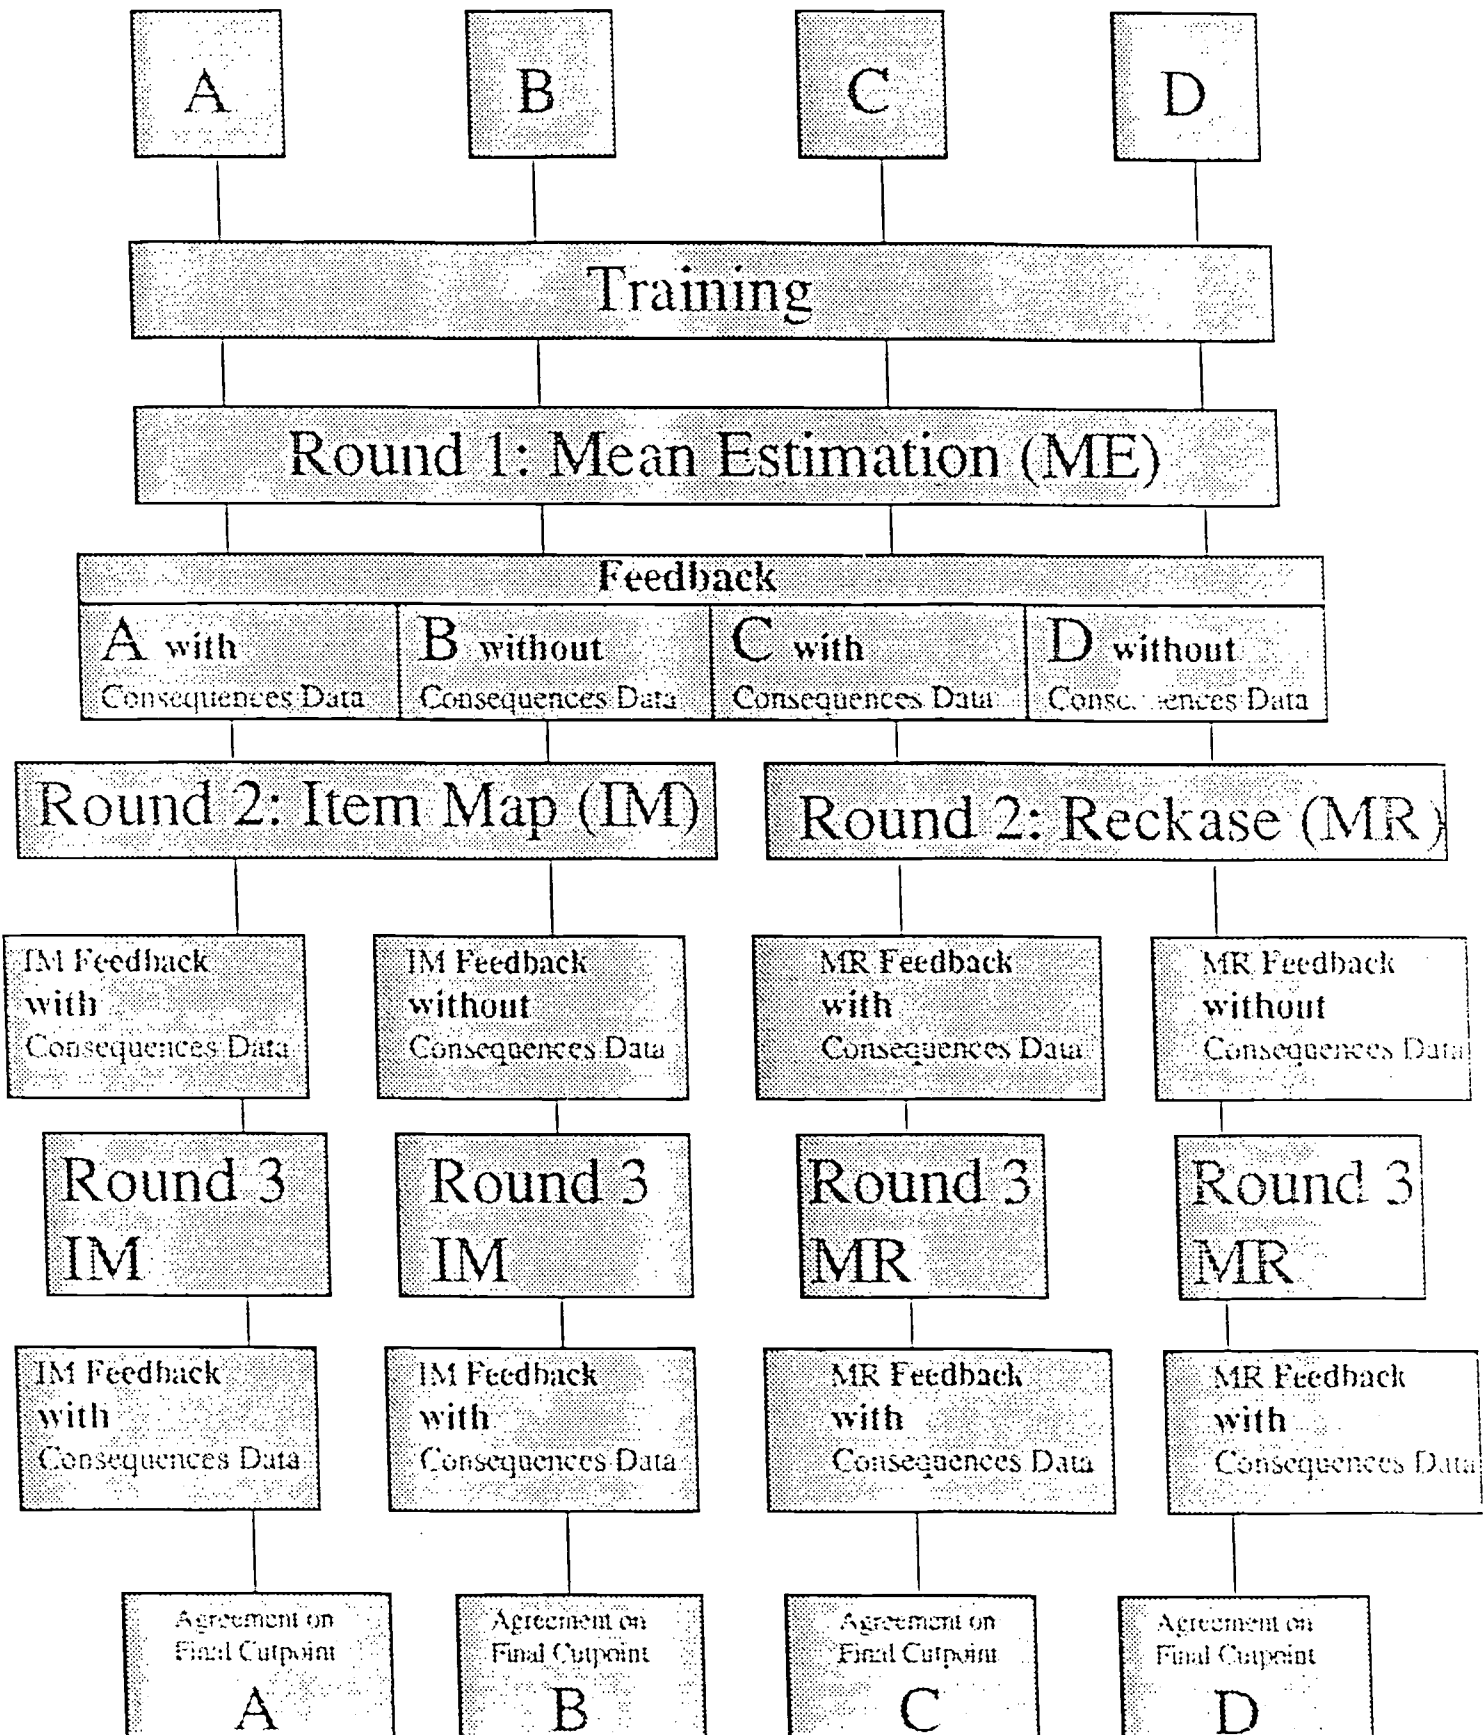 A
B
C
D
Training
Round 1: Mean Estimation (ME)
Feedback
A with
Consequences Data
B without
Consequences Data
C with
Consequences Data
D without
Data
Round 2: Item Map (IM)
Round 2: Reckase (MR)
IM Feedback
with
Consequences Data
IM Feedback
without
Consequences Data
MR Feedback
with
Consequences Data
MR Feedback
without
Consequences Data
Round 3
IM
Round 3
IM
Round 3
MR
Round 3
MR
IM Feedback
with
Consequences Data
IM Feedback
with
Consequences Data
MR Feedback
with
Consequences Data
MR Feedback
with
Consequences Data
Agreement on
Final Cutpoint
A
Agreement on
Final Cutpoint
B
Agreement on
Final Cutpoint
C
Agreement on
Final Cutpoint
D